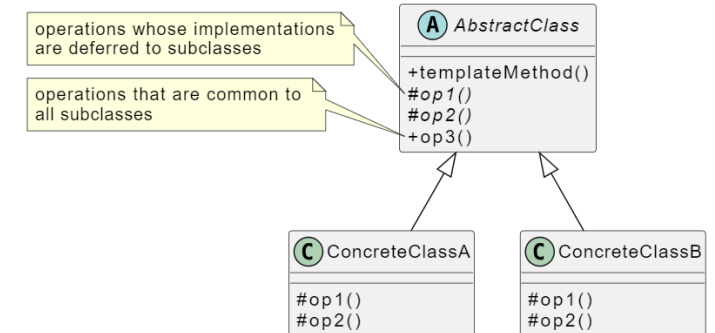 operations whose implementations
are deferred to subclasses
operations that are common to
all subclasses
A AbstractClass
+templateMethod()
#op1()
#op2()
+op3()
C ConcreteClassA
#op1()
#op2()
C ConcreteClassB
#op1()
#op2()